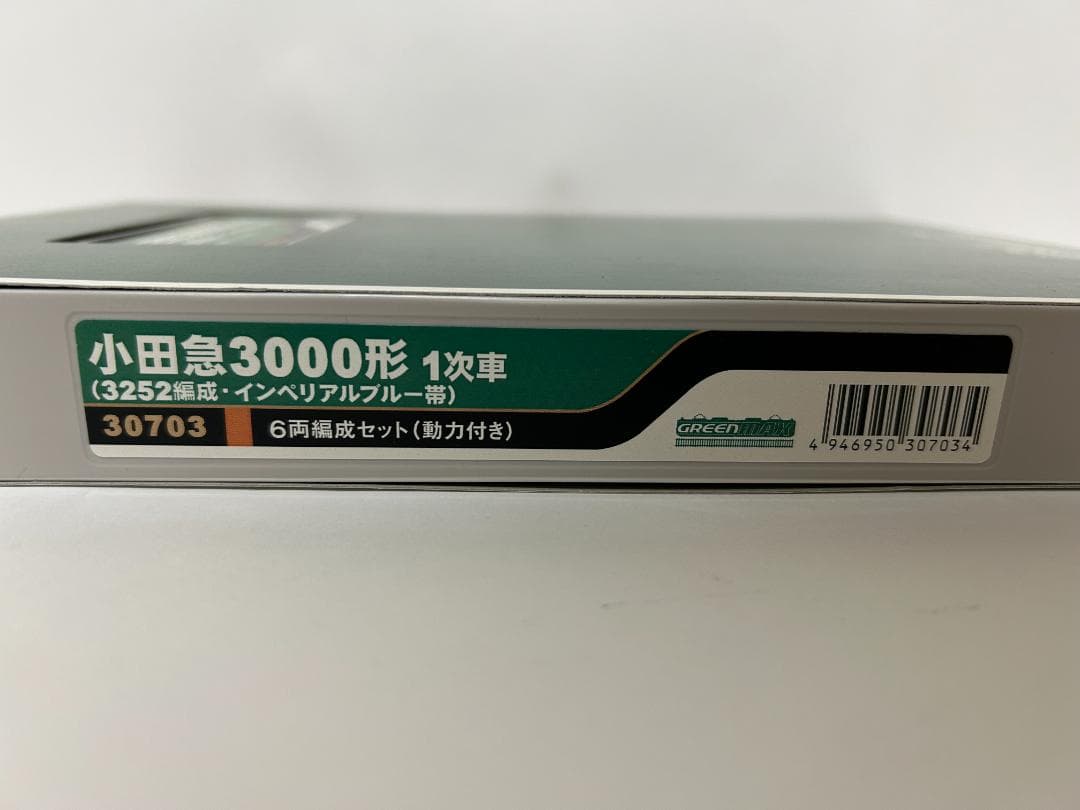 小田急3000形 1次車
(3252編成・インペリアルブルー帯)
30703
6両編成セット(動力付き)
GREENMAX
4 946950 307034